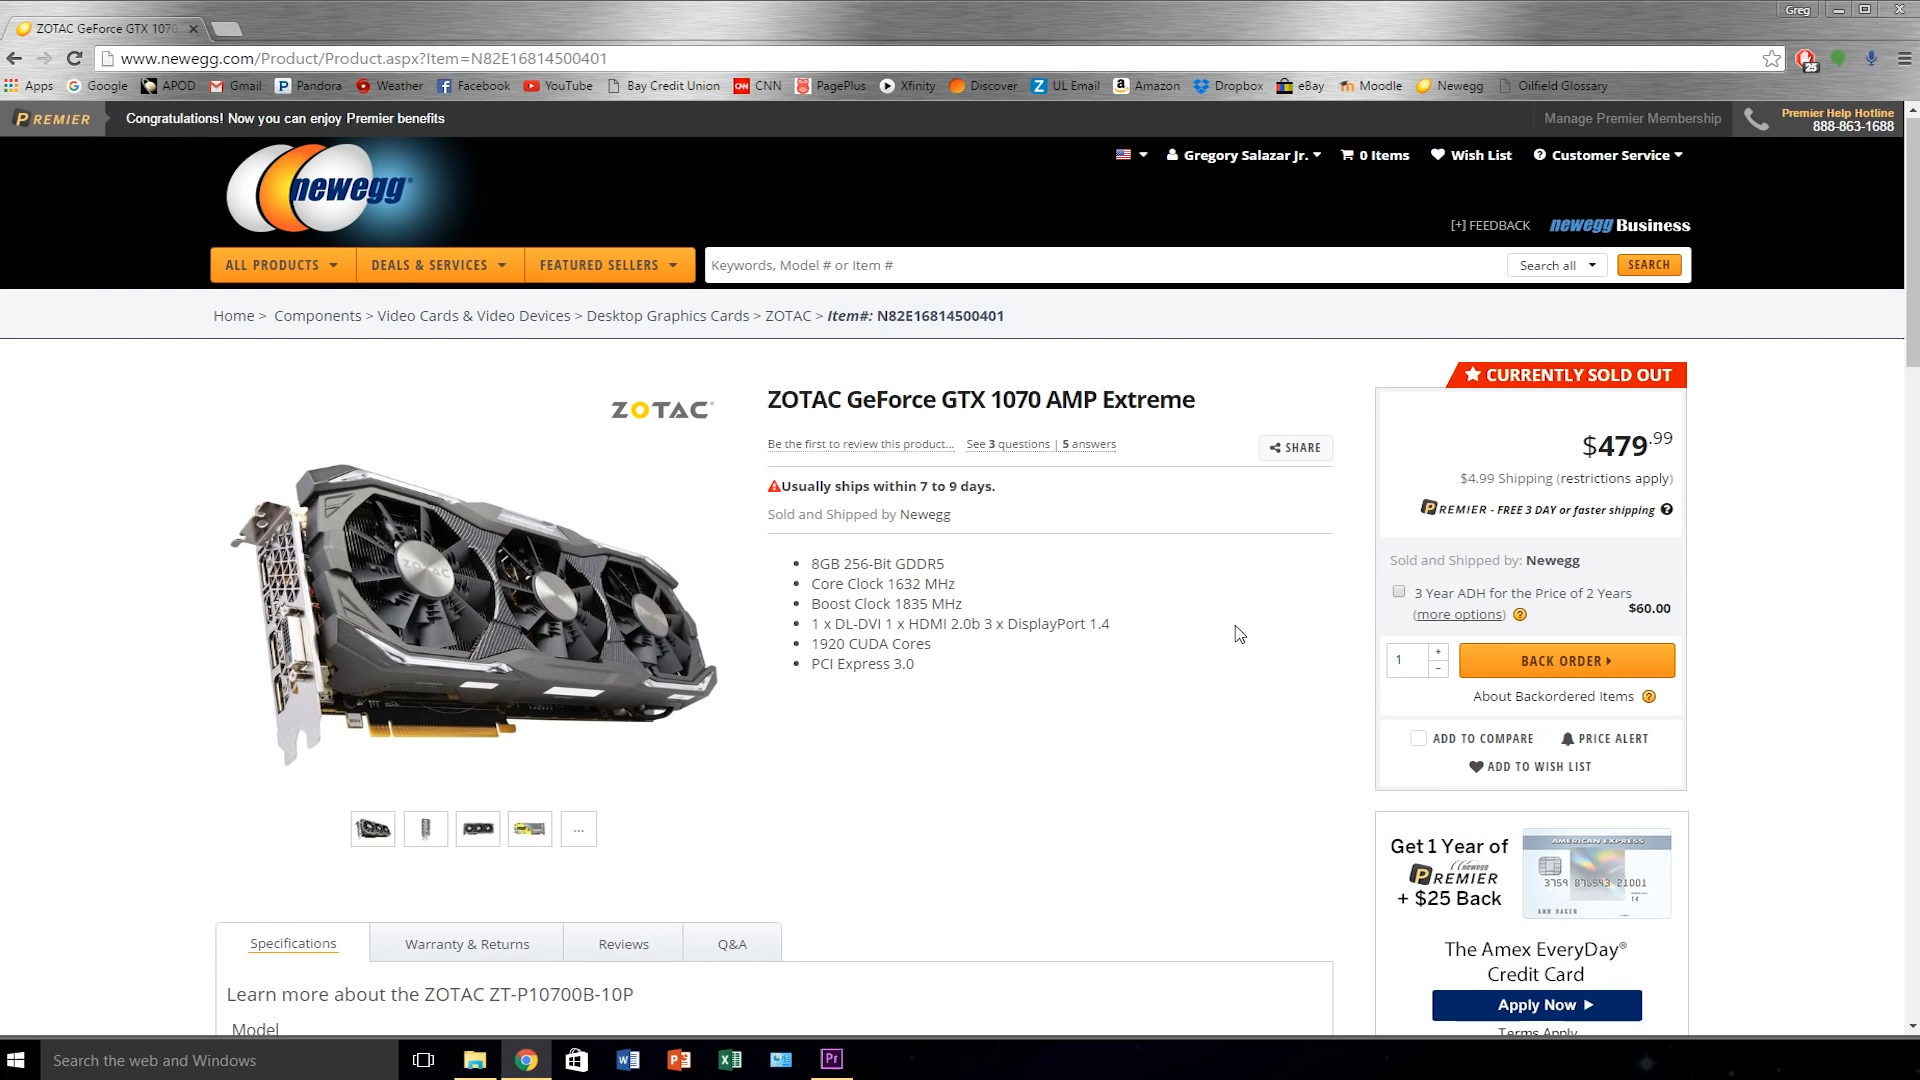 ZOTAC GeForce GTX 1070
Greg
www.newegg.com/Product/Product.aspx?Item=N82E16814500401
25
Apps Google APOD Gmail Pandora Weather Facebook YouTube Bay Credit Union CNN PagePlus Xfinity Discover UL Email Amazon Dropbox eBay Moodle Newegg Oilfield Glossary
PREMIER Congratulations! Now you can enjoy Premier benefits Manage Premier Membership Premier Help Hotline
888-863-1688
Gregory Salazar Jr. 0 Items Wish List Customer Service
newegg
[+] FEEDBACK newegg Business
ALL PRODUCTS DEALS & SERVICES FEATURED SELLERS Keywords, Model # or Item # Search all SEARCH
Home > Components > Video Cards & Video Devices > Desktop Graphics Cards > ZOTAC > Item#: N82E16814500401
CURRENTLY SOLD OUT
ZOTAC
ZOTAC GeForce GTX 1070 AMP Extreme
Be the first to review this product... See 3 questions | 5 answers SHARE
Usually ships within 7 to 9 days.
Sold and Shipped by Newegg
8GB 256-Bit GDDR5
Core Clock 1632 MHz
Boost Clock 1835 MHz
1 x DL-DVI 1 x HDMI 2.0b 3 x DisplayPort 1.4
1920 CUDA Cores
PCI Express 3.0
ZOTAC
...
$479.99
$4.99 Shipping (restrictions apply)
PREMIER - FREE 3 DAY or faster shipping ?
Sold and Shipped by: Newegg
3 Year ADH for the Price of 2 Years
(more options) ? $60.00
1 + - BACK ORDER
About Backordered Items ?
ADD TO COMPARE PRICE ALERT
ADD TO WISH LIST
Get 1 Year of
newegg
PREMIER
+ $25 Back
AMERICAN EXPRESS
3759 876543 21001
14
ANN BAKER
The Amex EveryDay®
Credit Card
Apply Now
Terms Apply
Specifications Warranty & Returns Reviews Q&A
Learn more about the ZOTAC ZT-P10700B-10P
Model
Search the web and Windows
Pr